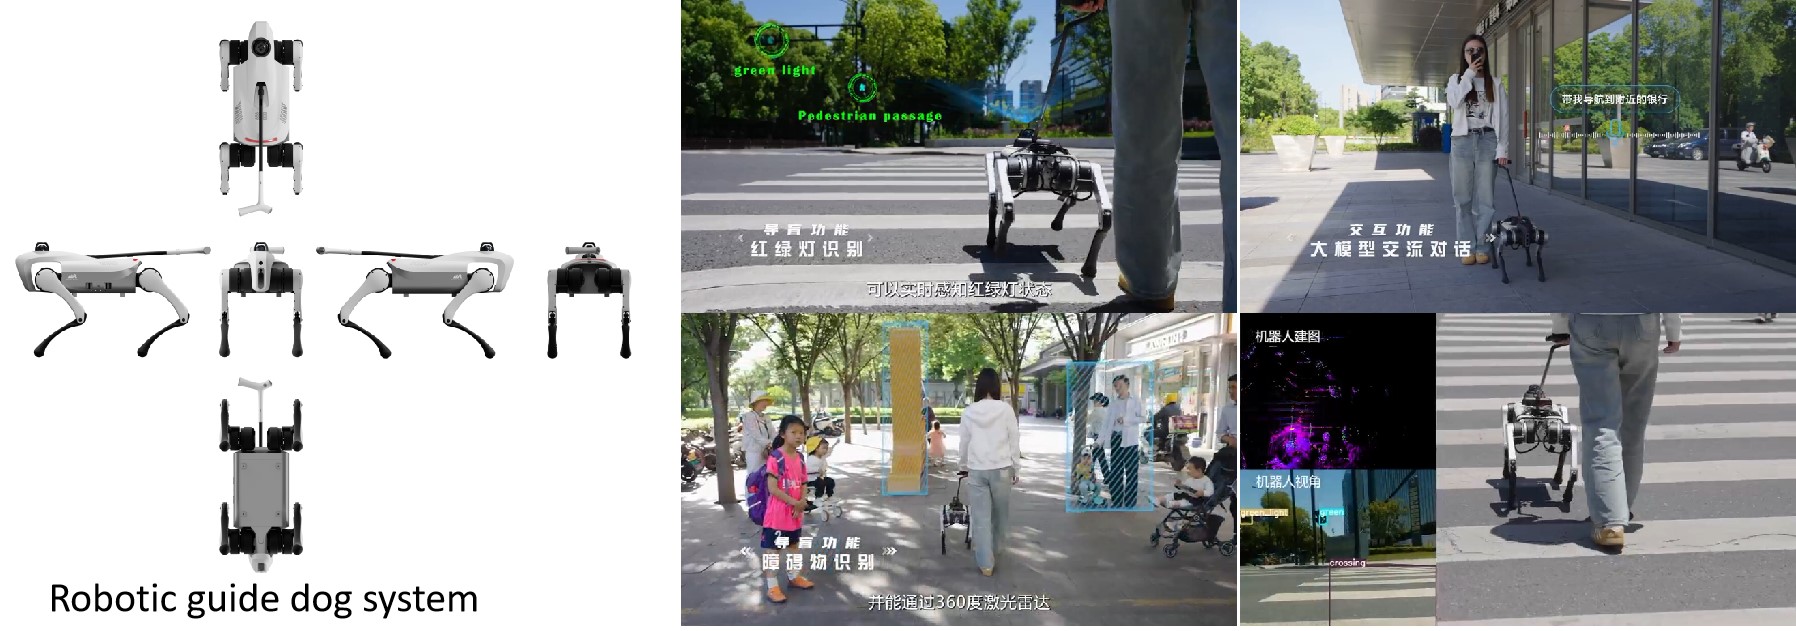 Robotic guide dog system
green light
Pedestrian passage
导盲功能
红绿灯识别
可以实时感知红绿灯状态
带我导航到附近的银行
交互功能
大模型交流对话
导盲功能
障碍物识别
并能通过360度激光雷达
机器人建图
机器人视角
green_light
green
crossing